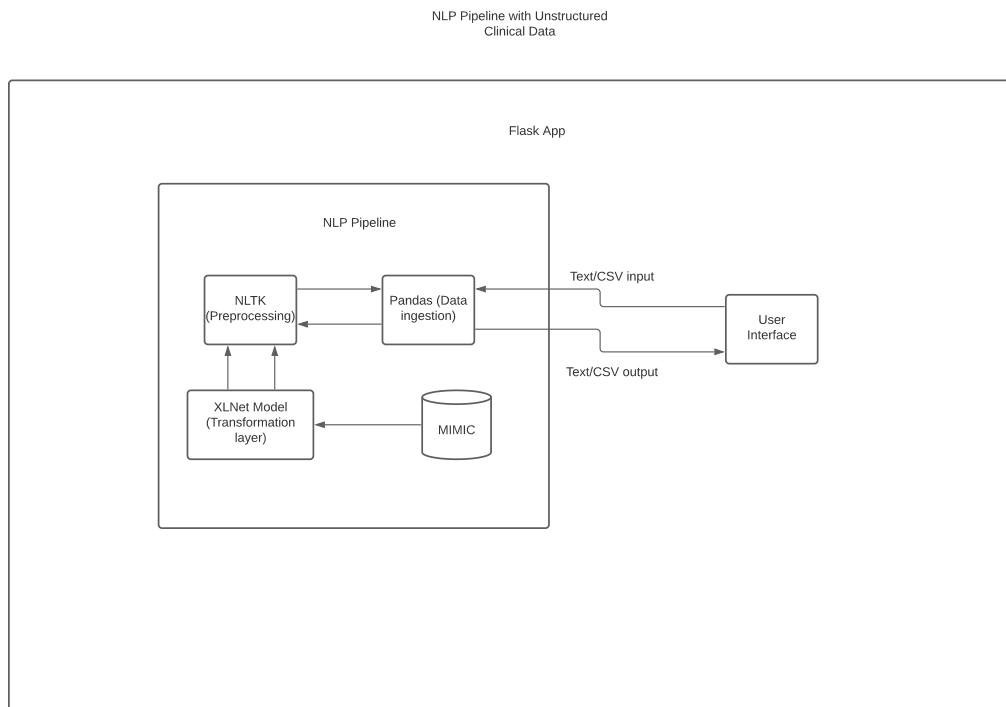 NLP Pipeline with Unstructured
Clinical Data
Flask App
NLP Pipeline
Text/CSV input
NLTK
(Preprocessing)
Pandas (Data
ingestion)
User
Interface
Text/CSV output
XLNet Model
(Transformation
layer)
MIMIC